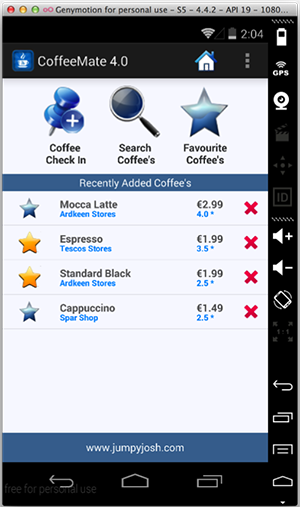 Genymotion for personal use - S5 - 4.4.2 - API 19 - 1080...
2:04
CoffeeMate 4.0
GPS
Coffee Check In
Search Coffee's
Favourite Coffee's
Recently Added Coffee's
Mocca Latte €2.99
Ardkeen Stores 4.0 *
Espresso €1.99
Tescos Stores 3.5 *
Standard Black €1.99
Ardkeen Stores 2.5 *
Cappuccino €1.49
Spar Shop 2.5 *
ID
1:1
www.jumpyjosh.com
free for personal use